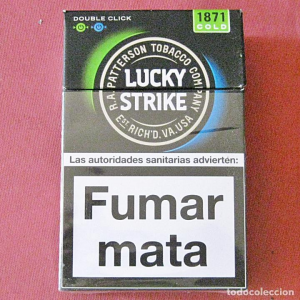 DOUBLE CLICK
1871
GOLD
R.A. PATTERSON TOBACCO COMPANY
LUCKY
STRIKE
EST. RICH'D. VA. USA
Las autoridades sanitarias advierten:
Fumar
mata
todocoleccion